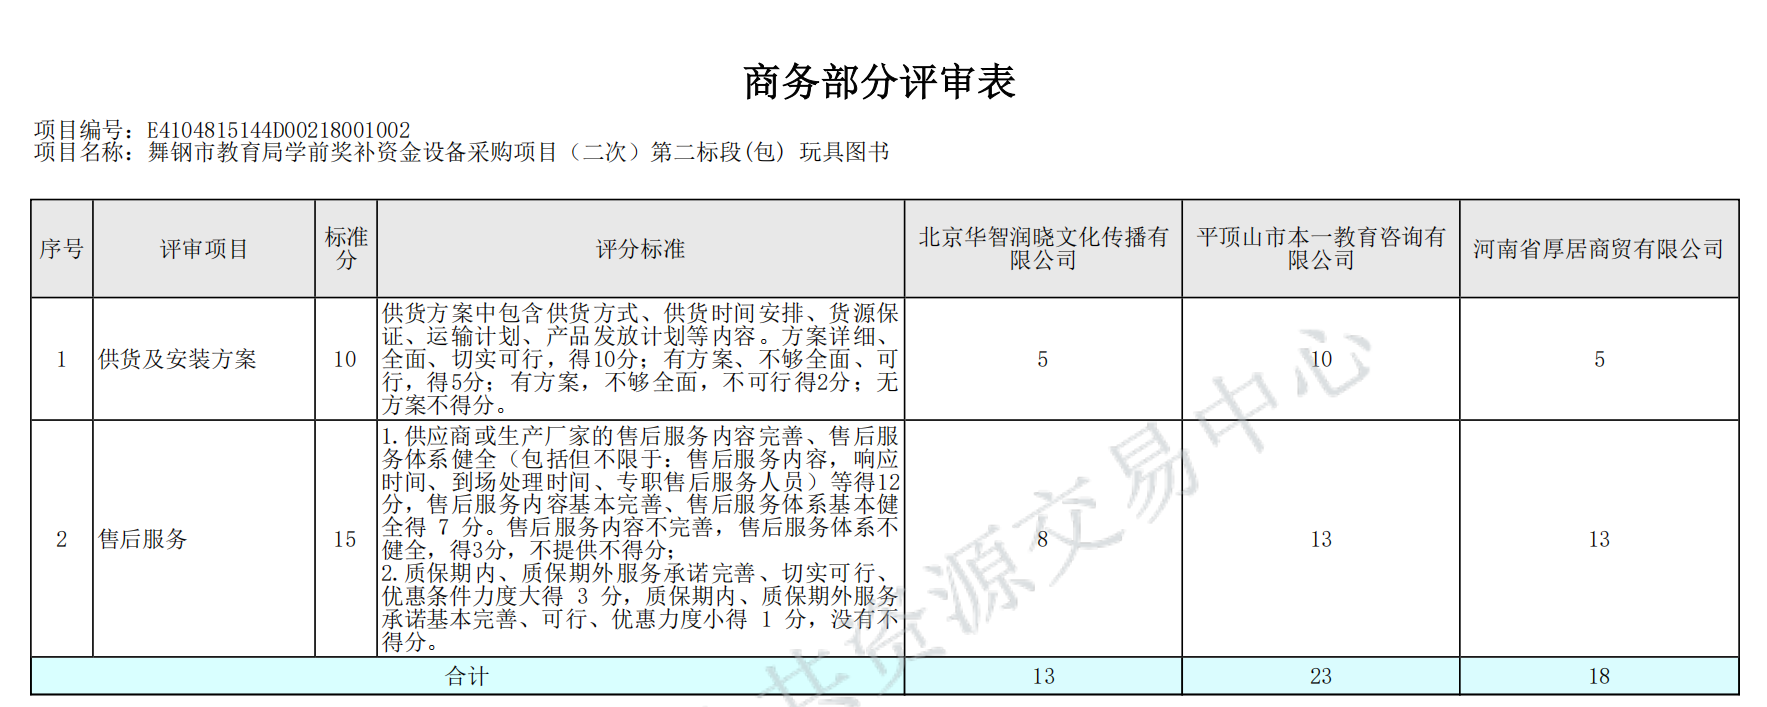 商务部分评审表
项目编号：E4104815144D00218001002
项目名称：舞钢市教育局学前奖补资金设备采购项目（二次）第二标段(包) 玩具图书
序号
评审项目
标准
分
评分标准
北京华智润晓文化传播有
限公司
平顶山市本一教育咨询有
限公司
河南省厚居商贸有限公司
1
供货及安装方案
10
供货方案中包含供货方式、供货时间安排、货源保
证、运输计划、产品发放计划等内容。方案详细、
全面、切实可行，得10分；有方案、不够全面、可
行，得5分；有方案，不够全面，不可行得2分；无
方案不得分。
5
10
5
2
售后服务
15
1.供应商或生产厂家的售后服务内容完善、售后服
务体系健全（包括但不限于：售后服务内容，响应
时间、到场处理时间、专职售后服务人员）等得12
分，售后服务内容基本完善、售后服务体系基本健
全得 7 分。售后服务内容不完善，售后服务体系不
健全，得3分，不提供不得分；
2.质保期内、质保期外服务承诺完善、切实可行、
优惠条件力度大得 3 分，质保期内、质保期外服务
承诺基本完善、可行、优惠力度小得 1 分，没有不
得分。
8
13
13
合计
13
23
18
共资源交易中心